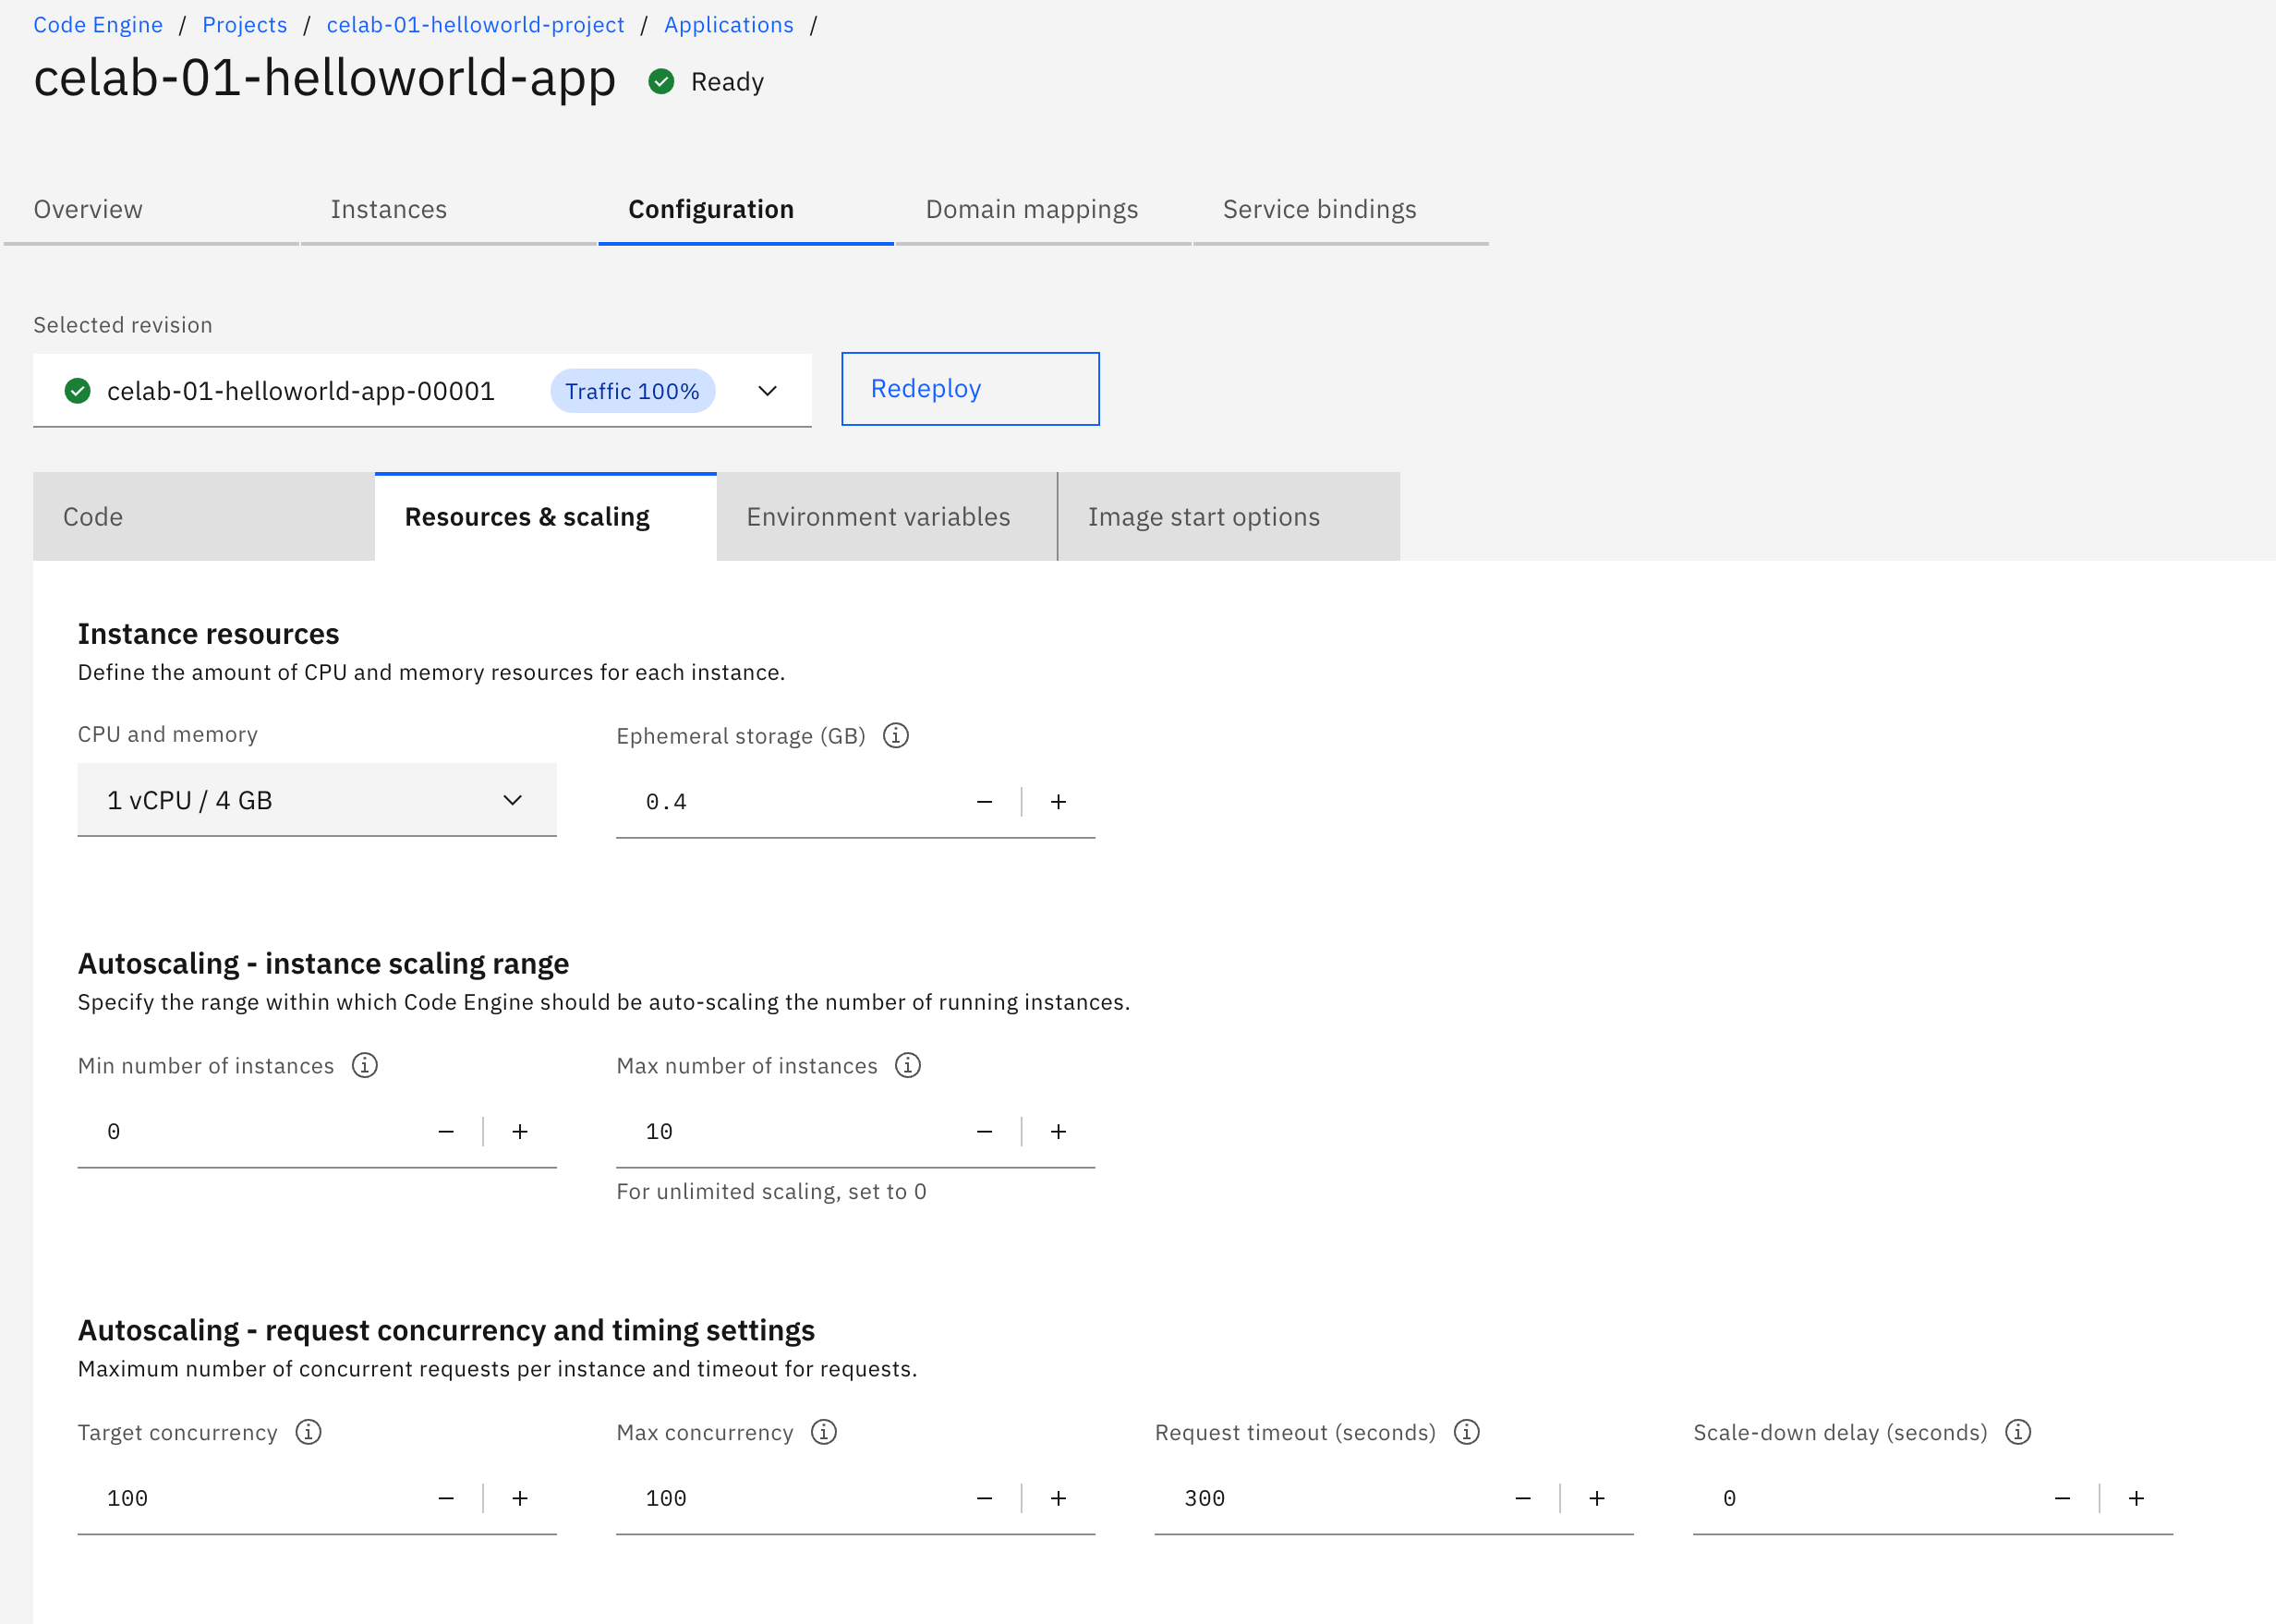 Code Engine / Projects / celab-01-helloworld-project / Applications /
celab-01-helloworld-app Ready
Overview Instances Configuration Domain mappings Service bindings
Selected revision
celab-01-helloworld-app-00001 Traffic 100% Redeploy
Code Resources & scaling Environment variables Image start options
Instance resources
Define the amount of CPU and memory resources for each instance.
CPU and memory Ephemeral storage (GB)
1 vCPU / 4 GB 0.4
Autoscaling - instance scaling range
Specify the range within which Code Engine should be auto-scaling the number of running instances.
Min number of instances Max number of instances
0 10
For unlimited scaling, set to 0
Autoscaling - request concurrency and timing settings
Maximum number of concurrent requests per instance and timeout for requests.
Target concurrency Max concurrency Request timeout (seconds) Scale-down delay (seconds)
100 100 300 0